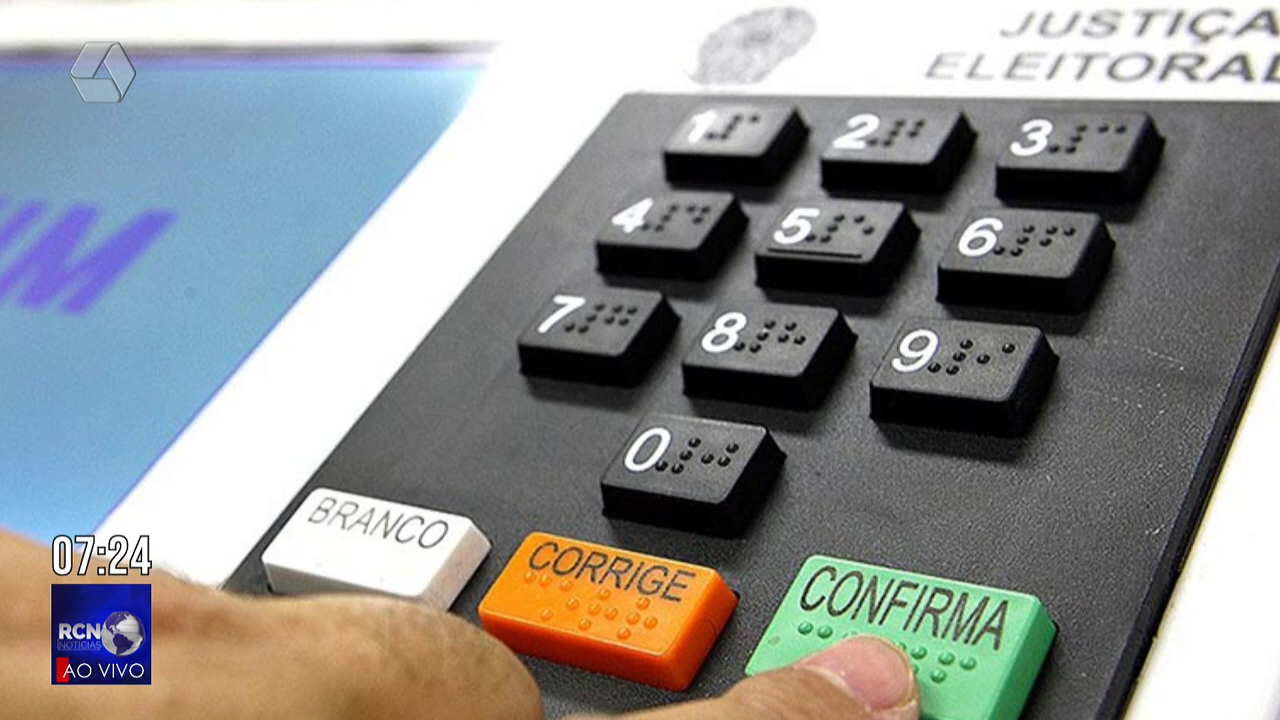 JUSTIÇA
ELEITORAL
IM
1
2
3
4
5
6
7
8
9
0
BRANCO
CORRIGE
CONFIRMA
07:24
RCN
NOTÍCIAS
AO VIVO